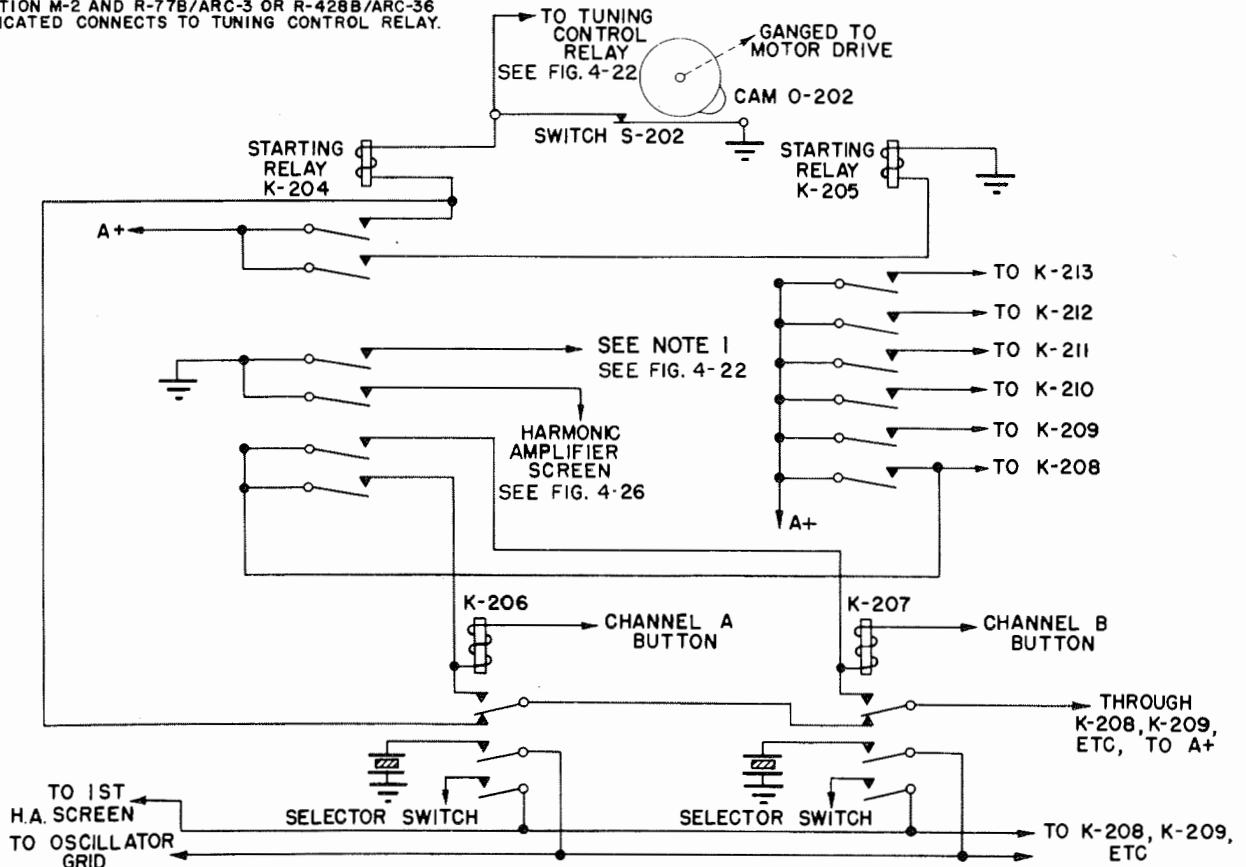 TION M-2 AND R-77B/ARC-3 OR R-428B/ARC-36
ICATED CONNECTS TO TUNING CONTROL RELAY.
TO TUNING
CONTROL
RELAY
SEE FIG. 4-22
GANGED TO
MOTOR DRIVE
CAM O-202
SWITCH S-202
STARTING
RELAY
K-204
STARTING
RELAY
K-205
A+
TO K-213
TO K-212
TO K-211
TO K-210
TO K-209
TO K-208
A+
SEE NOTE 1
SEE FIG. 4-22
HARMONIC
AMPLIFIER
SCREEN
SEE FIG. 4-26
K-206
CHANNEL A
BUTTON
K-207
CHANNEL B
BUTTON
THROUGH
K-208, K-209,
ETC, TO A+
SELECTOR SWITCH
SELECTOR SWITCH
TO 1ST
H.A. SCREEN
TO OSCILLATOR
GRID
TO K-208, K-209,
ETC